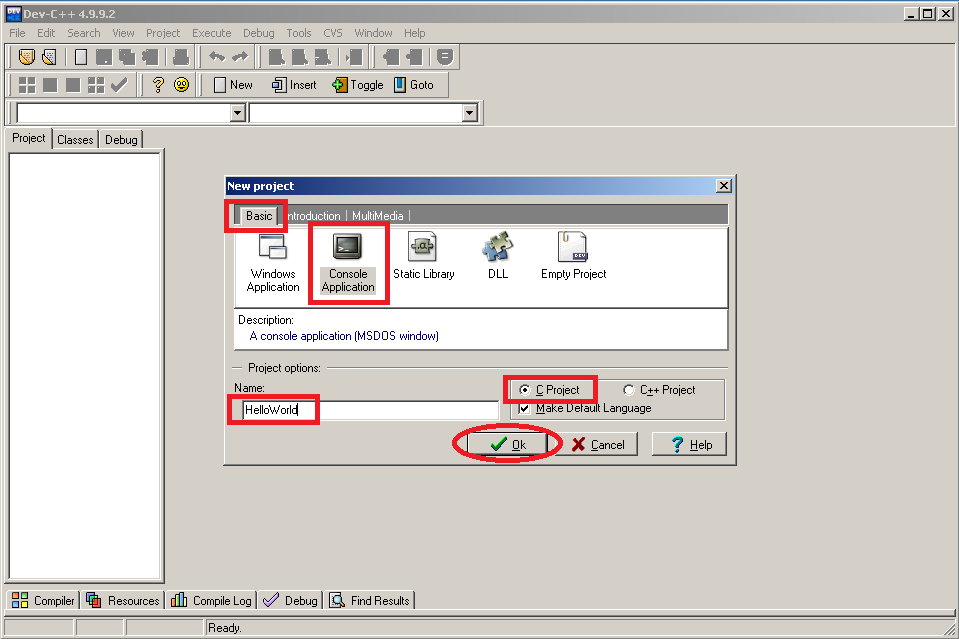 Dev-C++ 4.9.9.2
File Edit Search View Project Execute Debug Tools CVS Window Help
New Insert Toggle Goto
Project Classes Debug
New project
Basic Introduction MultiMedia
Windows Application
Console Application
Static Library
DLL
Empty Project
Description:
A console application (MSDOS window)
Project options:
Name:
HelloWorld
C Project C++ Project
Make Default Language
Ok Cancel Help
Compiler Resources Compile Log Debug Find Results
Ready.